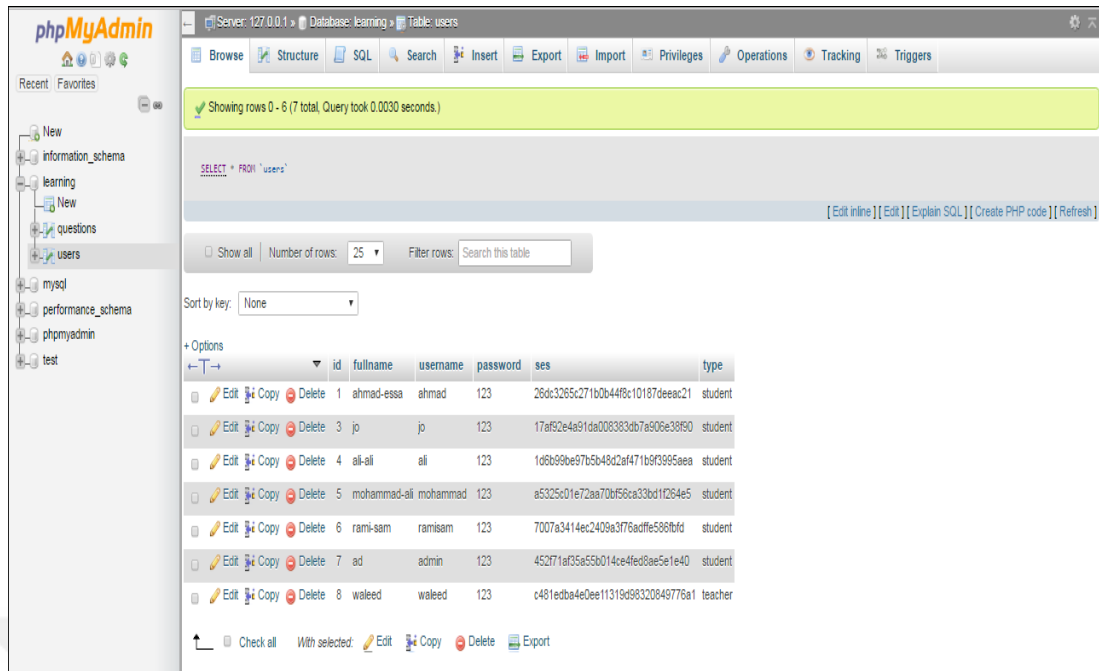 phpMyAdmin
Recent Favorites
New
information_schema
learning
New
questions
users
mysql
performance_schema
phpmyadmin
test
Server: 127.0.0.1 » Database: learning » Table: users
Browse Structure SQL Search Insert Export Import Privileges Operations Tracking Triggers
Showing rows 0 - 6 (7 total, Query took 0.0030 seconds.)
SELECT * FROM `users`
[ Edit inline ] [ Edit ] [ Explain SQL ] [ Create PHP code ] [ Refresh ]
Show all Number of rows: 25 Filter rows: Search this table
Sort by key: None
+ Options
←T→ id fullname username password ses type
Edit Copy Delete 1 ahmad-essa ahmad 123 26dc3265c271b0b44f8c10187deeac21 student
Edit Copy Delete 3 jo jo 123 17af92e4a91da008383db7a906e38f90 student
Edit Copy Delete 4 ali-ali ali 123 1d6b99be97b5b48d2af471b9f3995aea student
Edit Copy Delete 5 mohammad-ali mohammad 123 a5325c01e72aa70bf56ca33bd1f264e5 student
Edit Copy Delete 6 rami-sam ramisam 123 7007a3414ec2409a3f76adffe586fbfd student
Edit Copy Delete 7 ad admin 123 452f71af35a55b014ce4fed8ae5e1e40 student
Edit Copy Delete 8 waleed waleed 123 c481edba4e0ee11319d98320849776a1 teacher
Check all With selected: Edit Copy Delete Export